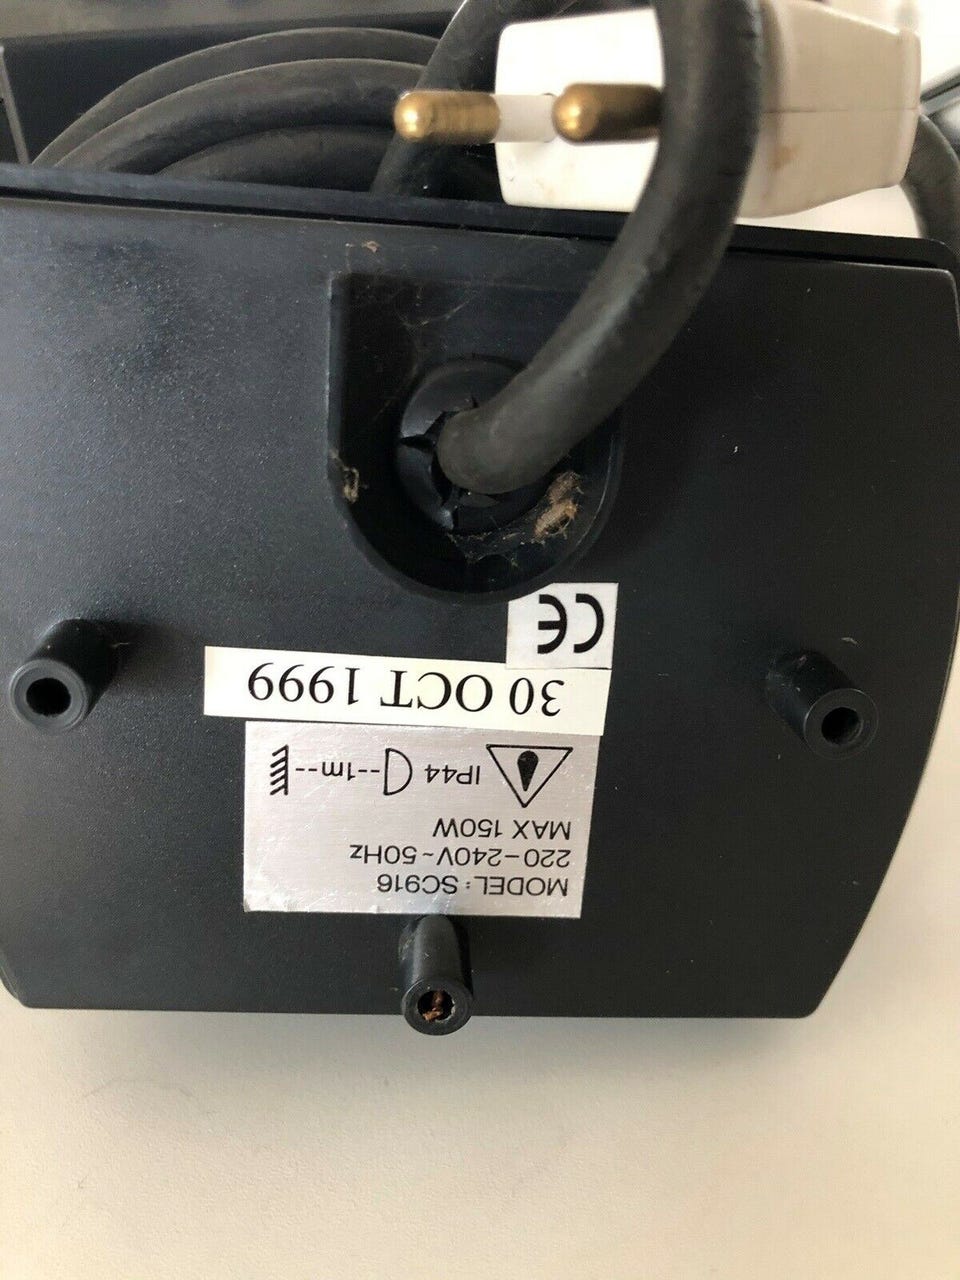 MODEL: SC916
220-240V~50Hz
MAX 150W
IP44 --1m--
30 OCT 1999
CE